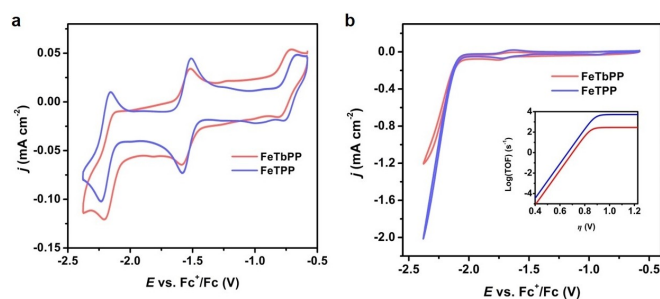 a
0.10
0.05
0.00
-0.05
-0.10
-0.15
j (mA cm⁻²)
FeTbPP
FeTPP
-2.5 -2.0 -1.5 -1.0 -0.5
E vs. Fc⁺/Fc (V)
b
0.0
-0.4
-0.8
-1.2
-1.6
-2.0
j (mA cm⁻²)
FeTbPP
FeTPP
Log(TOF) (s⁻¹)
4
2
0
-2
-4
0.4 0.6 0.8 1.0 1.2
η (V)
-2.5 -2.0 -1.5 -1.0 -0.5
E vs. Fc⁺/Fc (V)